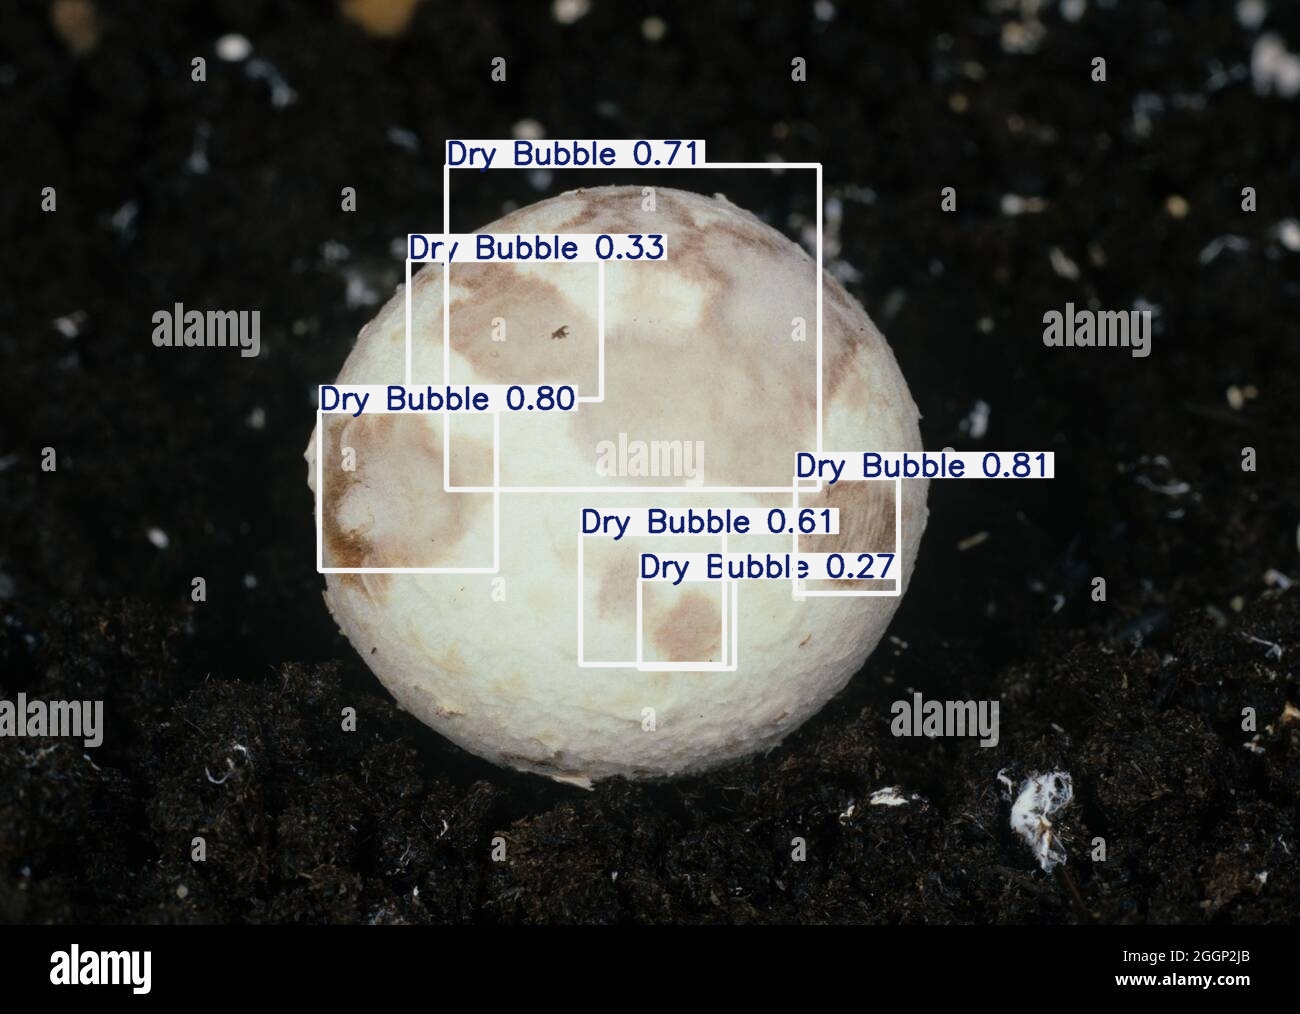 Dry Bubble 0.71
Dry Bubble 0.33
Dry Bubble 0.80
Dry Bubble 0.81
Dry Bubble 0.61
Dry Bubble 0.27
a a a a
a a a a
alamy alamy
a a
a alamy a
a a
alamy a a alamy a
a a a a
alamy
Image ID: 2GGP2JB
www.alamy.com